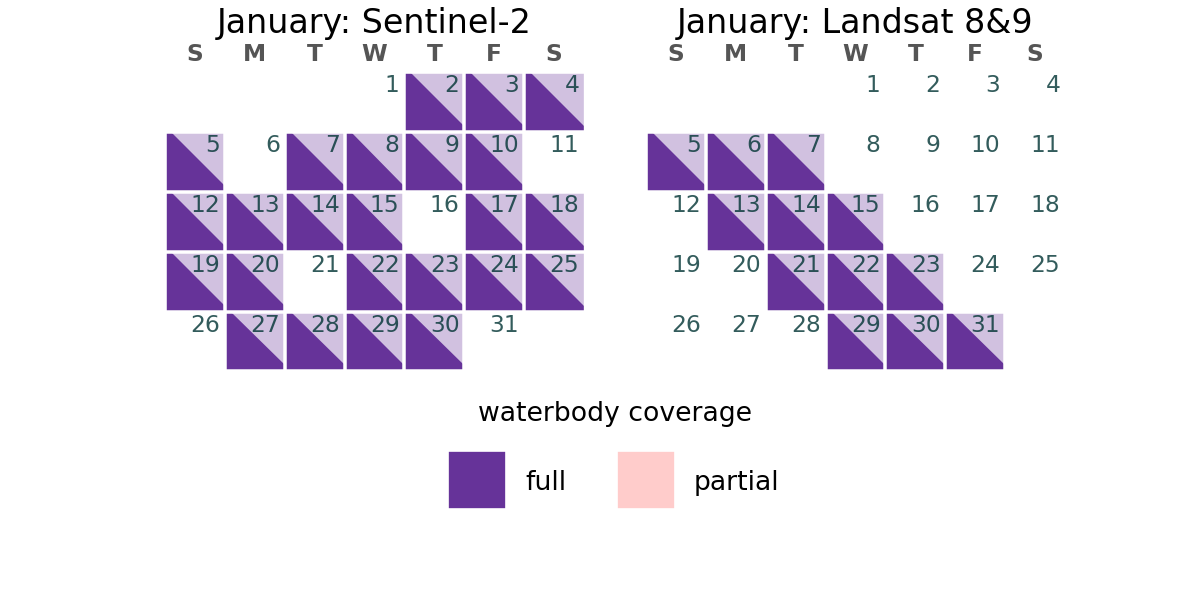 January: Sentinel-2
S M T W T F S
1 2 3 4
5 6 7 8 9 10 11
12 13 14 15 16 17 18
19 20 21 22 23 24 25
26 27 28 29 30 31
January: Landsat 8&9
S M T W T F S
1 2 3 4
5 6 7 8 9 10 11
12 13 14 15 16 17 18
19 20 21 22 23 24 25
26 27 28 29 30 31
waterbody coverage
full partial